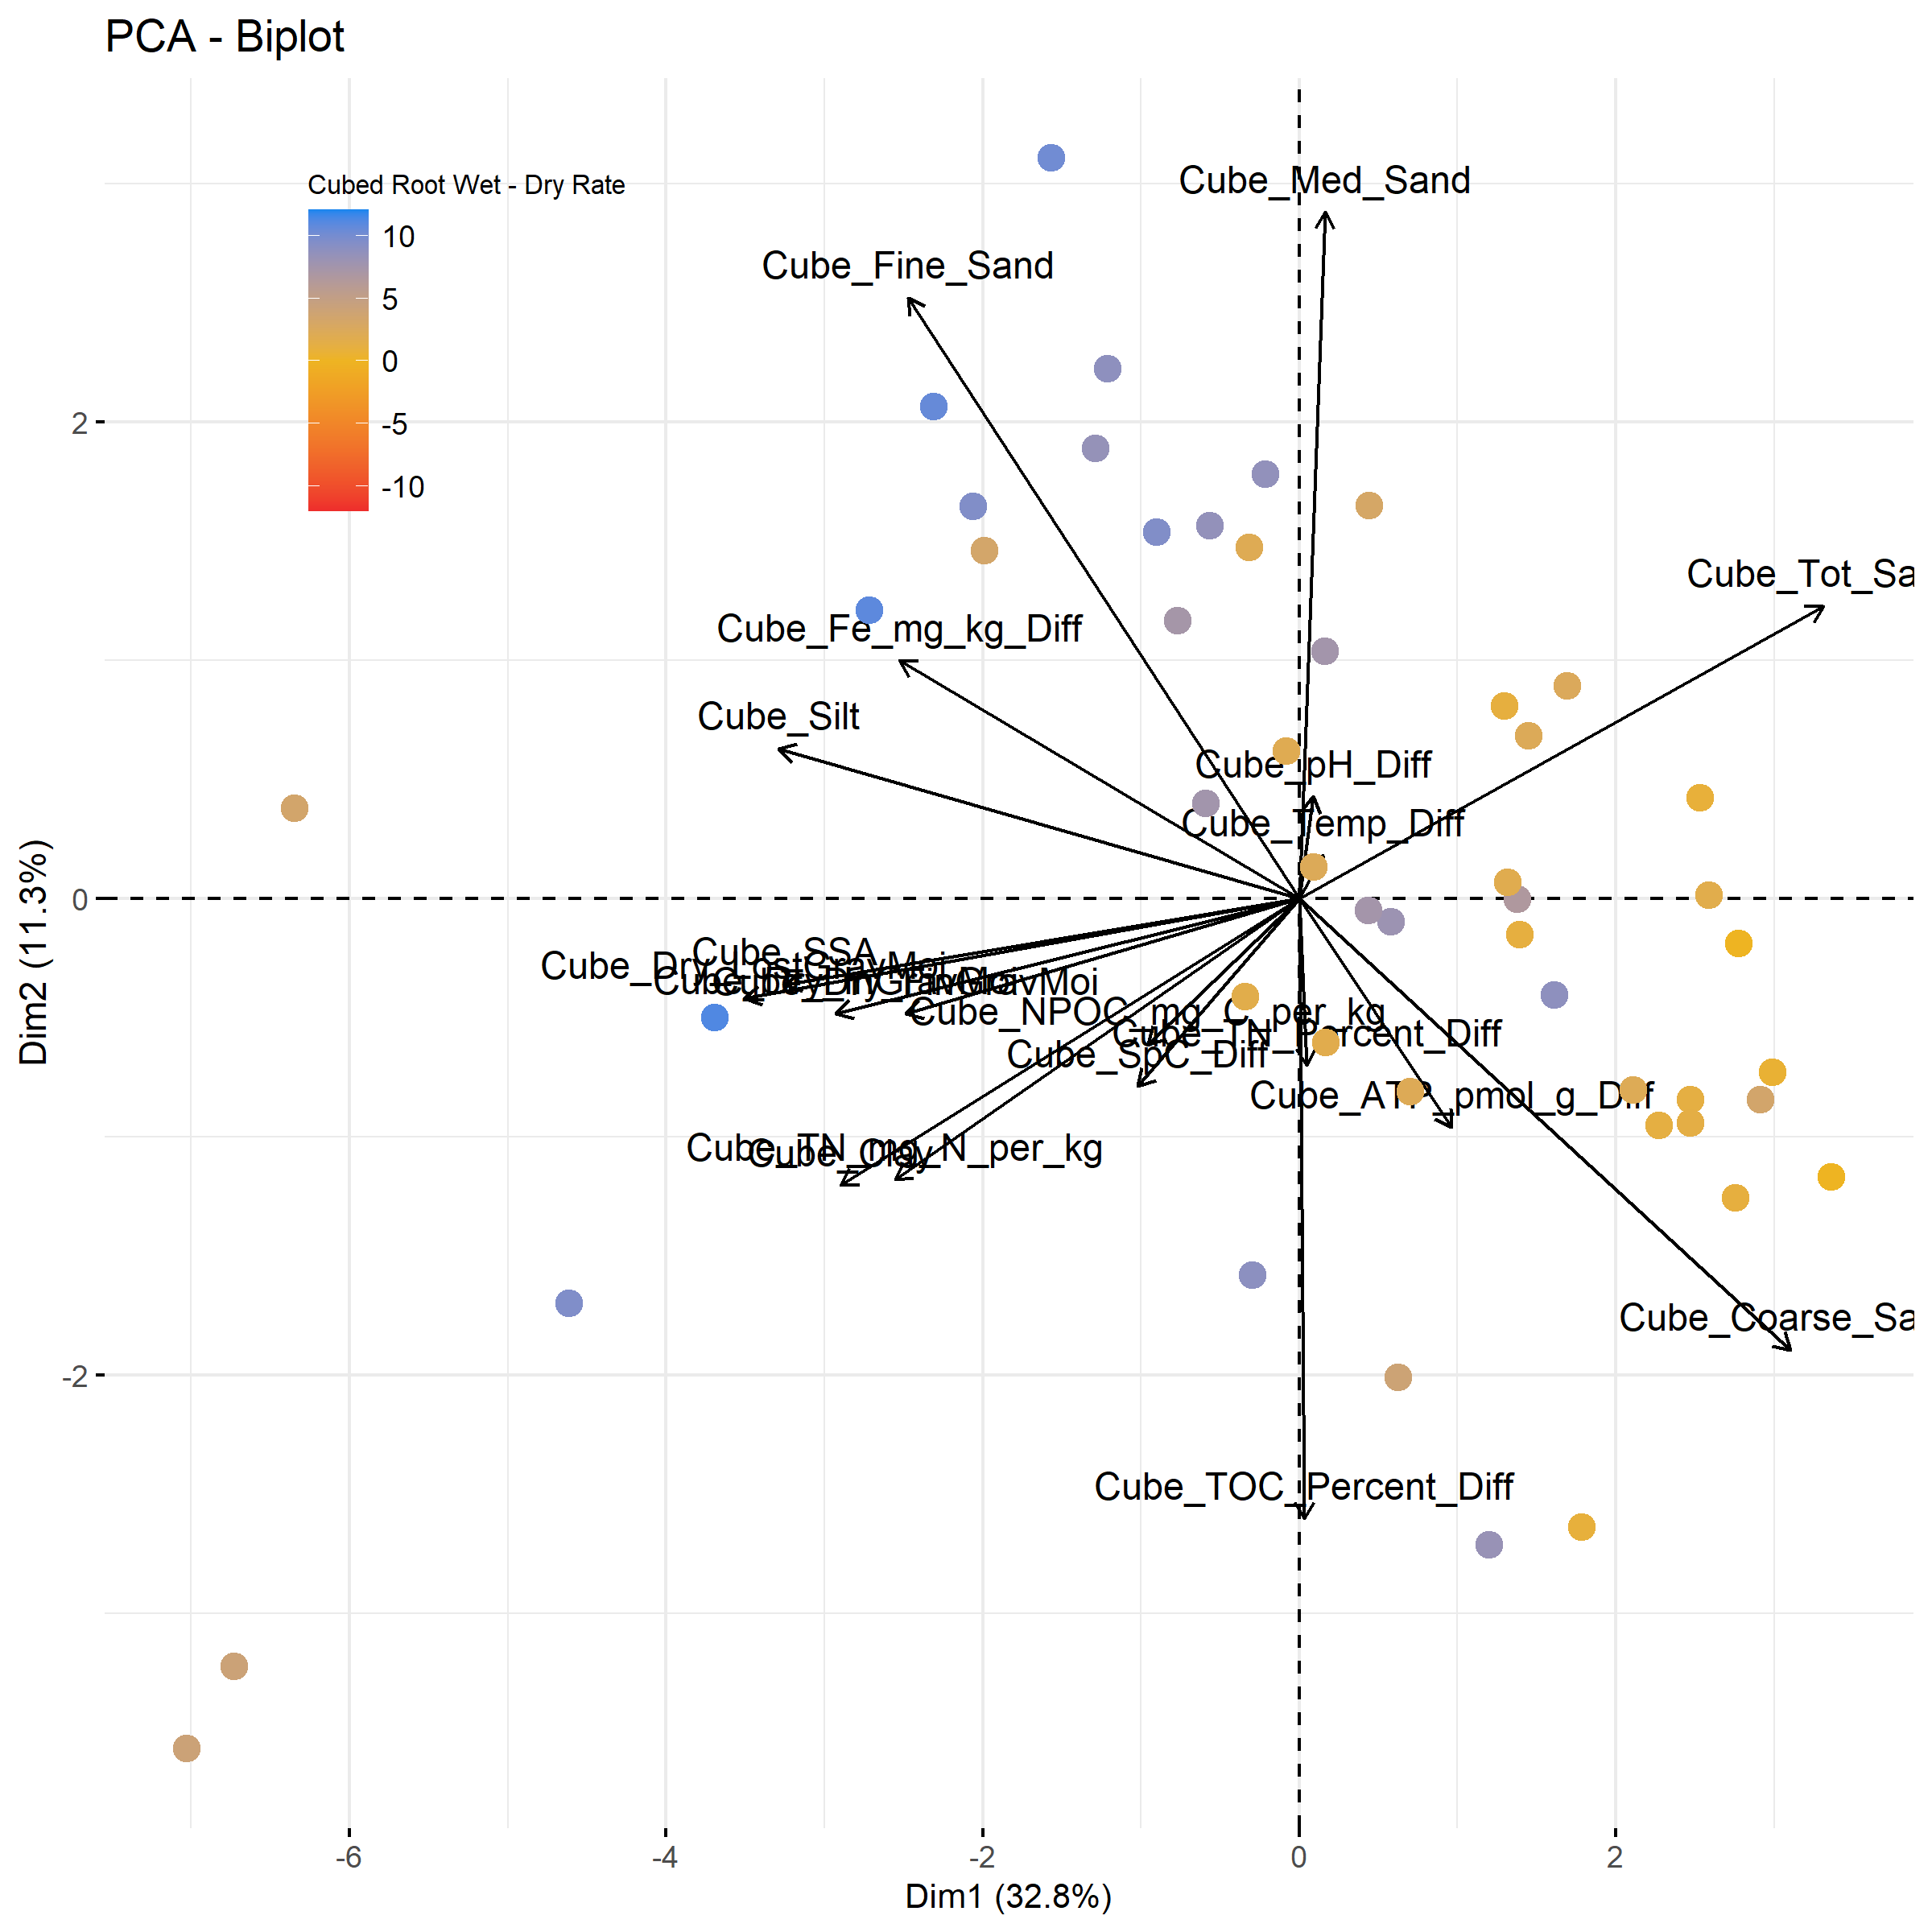 PCA - Biplot
Cubed Root Wet - Dry Rate
10
5
0
-5
-10
Cube_Med_Sand
Cube_Fine_Sand
Cube_Tot_Sa
Cube_Fe_mg_kg_Diff
Cube_Silt
Cube_pH_Diff
Cube_Temp_Diff
Cube_SSA
Cube_Dry_LostGravMoi
Cube_NPOC_mg_C_per_kg
Cube_TN_Percent_Diff
Cube_SpC_Diff
Cube_ATP_pmol_g_Diff
Cube_TN_mg_N_per_kg
Cube_Clay
Cube_Coarse_Sa
Cube_TOC_Percent_Diff
2
0
-2
Dim2 (11.3%)
-6
-4
-2
0
2
Dim1 (32.8%)